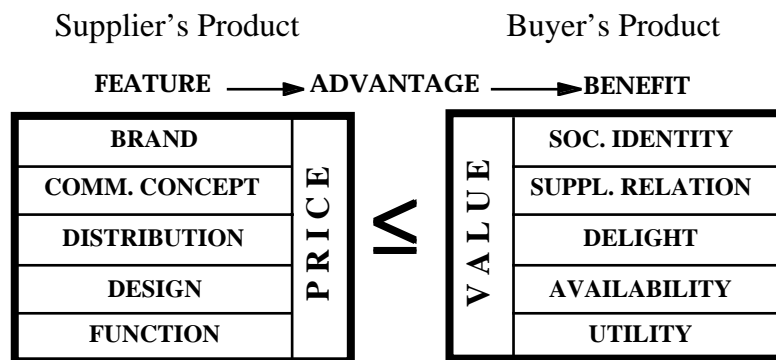 Supplier's Product
Buyer's Product
FEATURE
ADVANTAGE
BENEFIT
BRAND
COMM. CONCEPT
DISTRIBUTION
DESIGN
FUNCTION
PRICE
≤
VALUE
SOC. IDENTITY
SUPPL. RELATION
DELIGHT
AVAILABILITY
UTILITY